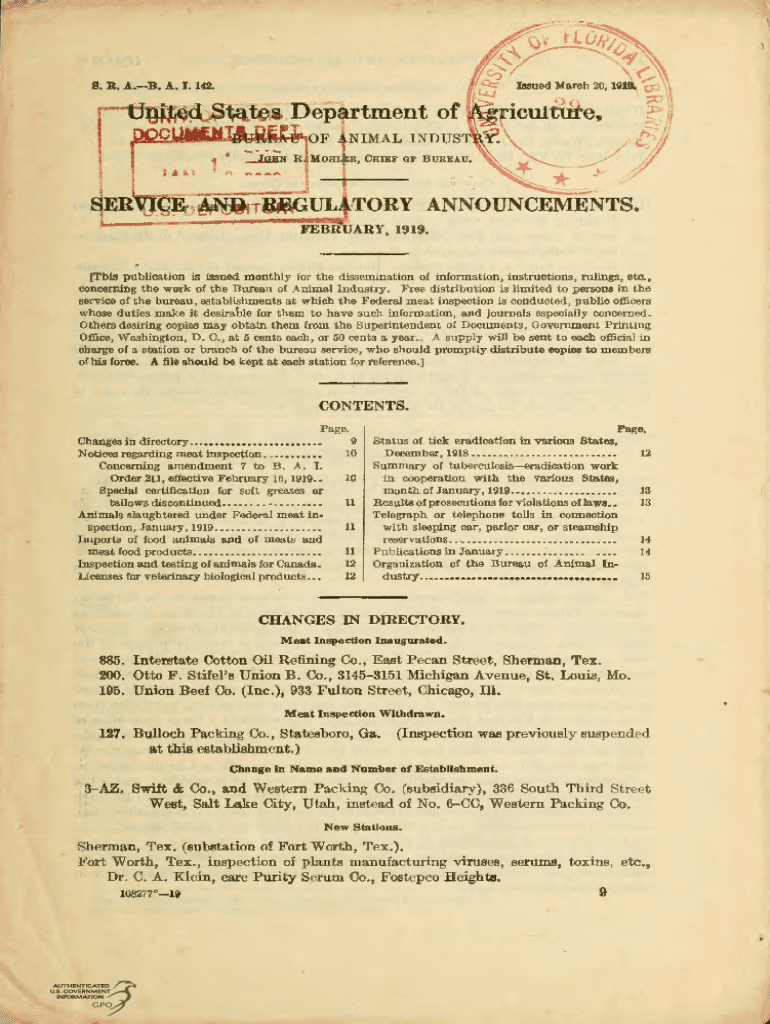 S. R. A.—B. A. I. 142.
Issued March 20, 1919.
UNIVERSITY OF FLORIDA LIBRARIES
United States Department of Agriculture,
DOCUMENTS DEPT.
BUREAU OF ANIMAL INDUSTRY.
JOHN R. MOHLER, CHIEF OF BUREAU.
U.S. DEPOSITORY
SERVICE AND REGULATORY ANNOUNCEMENTS.
FEBRUARY, 1919.
[This publication is issued monthly for the dissemination of information, instructions, rulings, etc.,
concerning the work of the Bureau of Animal Industry. Free distribution is limited to persons in the
service of the bureau, establishments at which the Federal meat inspection is conducted, public officers
whose duties make it desirable for them to have such information, and journals especially concerned.
Others desiring copies may obtain them from the Superintendent of Documents, Government Printing
Office, Washington, D. C., at 5 cents each, or 50 cents a year.. A supply will be sent to each official in
charge of a station or branch of the bureau service, who should promptly distribute copies to members
of his force. A file should be kept at each station for reference.]
CONTENTS.
Page.
Changes in directory........................ 9
Notices regarding meat inspection........... 10
Concerning amendment 7 to B. A. I.
Order 211, effective February 15, 1919.. 10
Special certification for soft greases or
tallows discontinued.................. 11
Animals slaughtered under Federal meat in-
spection, January, 1919................... 11
Imports of food animals and of meats and
meat food products....................... 11
Inspection and testing of animals for Canada. 12
Licenses for veterinary biological products... 12
Page.
Status of tick eradication in various States,
December, 1918......................... 12
Summary of tuberculosis—eradication work
in cooperation with the various States,
month of January, 1919.................. 13
Results of prosecutions for violations of laws.. 13
Telegraph or telephone tolls in connection
with sleeping car, parlor car, or steamship
reservations............................. 14
Publications in January................... 14
Organization of the Bureau of Animal In-
dustry.................................... 15
CHANGES IN DIRECTORY.
Meat Inspection Inaugurated.
885. Interstate Cotton Oil Refining Co., East Pecan Street, Sherman, Tex.
200. Otto F. Stifel's Union B. Co., 3145–3151 Michigan Avenue, St. Louis, Mo.
195. Union Beef Co. (Inc.), 933 Fulton Street, Chicago, Ill.
Meat Inspection Withdrawn.
127. Bulloch Packing Co., Statesboro, Ga. (Inspection was previously suspended
at this establishment.)
Change in Name and Number of Establishment.
3–AZ. Swift & Co., and Western Packing Co. (subsidiary), 336 South Third Street
West, Salt Lake City, Utah, instead of No. 6–CC, Western Packing Co.
New Stations.
Sherman, Tex. (substation of Fort Worth, Tex.).
Fort Worth, Tex., inspection of plants manufacturing viruses, serums, toxins, etc.,
Dr. C. A. Klein, care Purity Serum Co., Fostepco Heights.
108277°—19
9
AUTHENTICATED
U.S. GOVERNMENT
INFORMATION
GPO